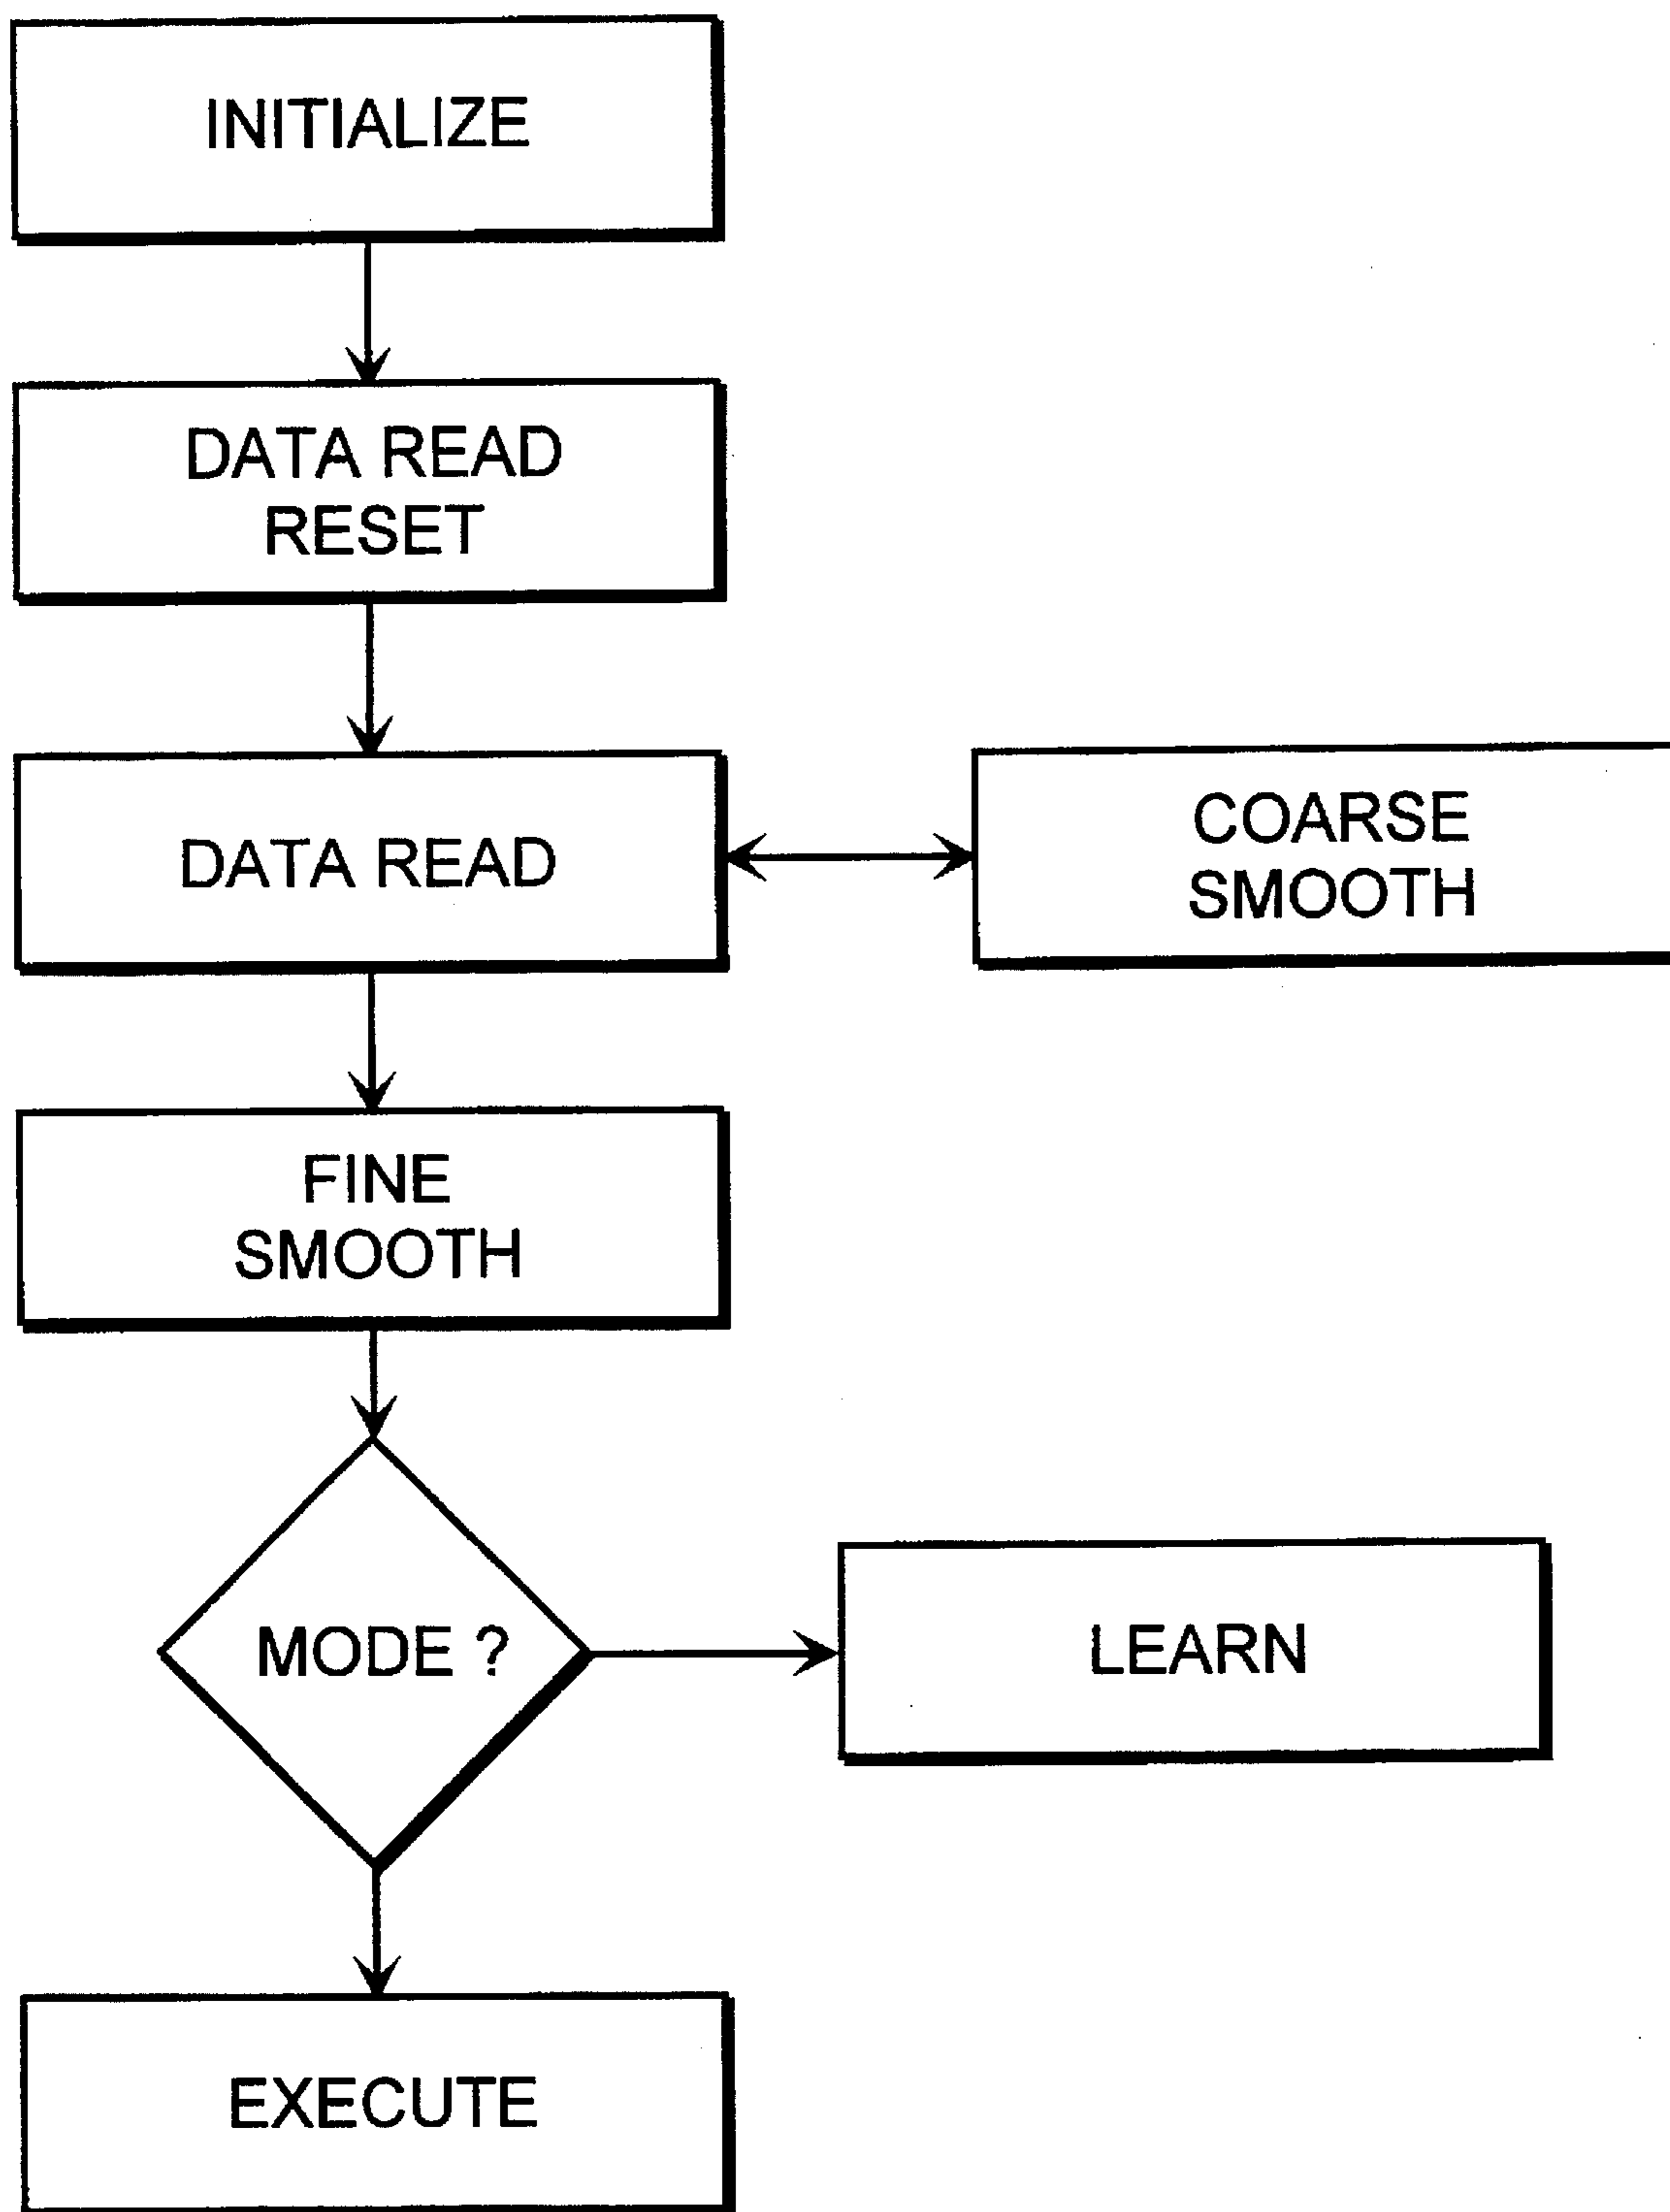 INITIALIZE
DATA READ
RESET
DATA READ
COARSE
SMOOTH
FINE
SMOOTH
MODE ?
LEARN
EXECUTE